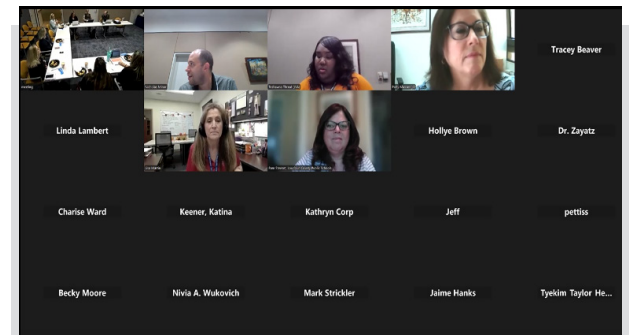 Tracey Beaver
Linda Lambert
Hollye Brown
Dr. Zayatz
Charise Ward
Keener, Katina
Kathryn Corp
Jeff
pettiss
Becky Moore
Nivia A. Wukovich
Mark Strickler
Jaime Hanks
Tyekim Taylor He...